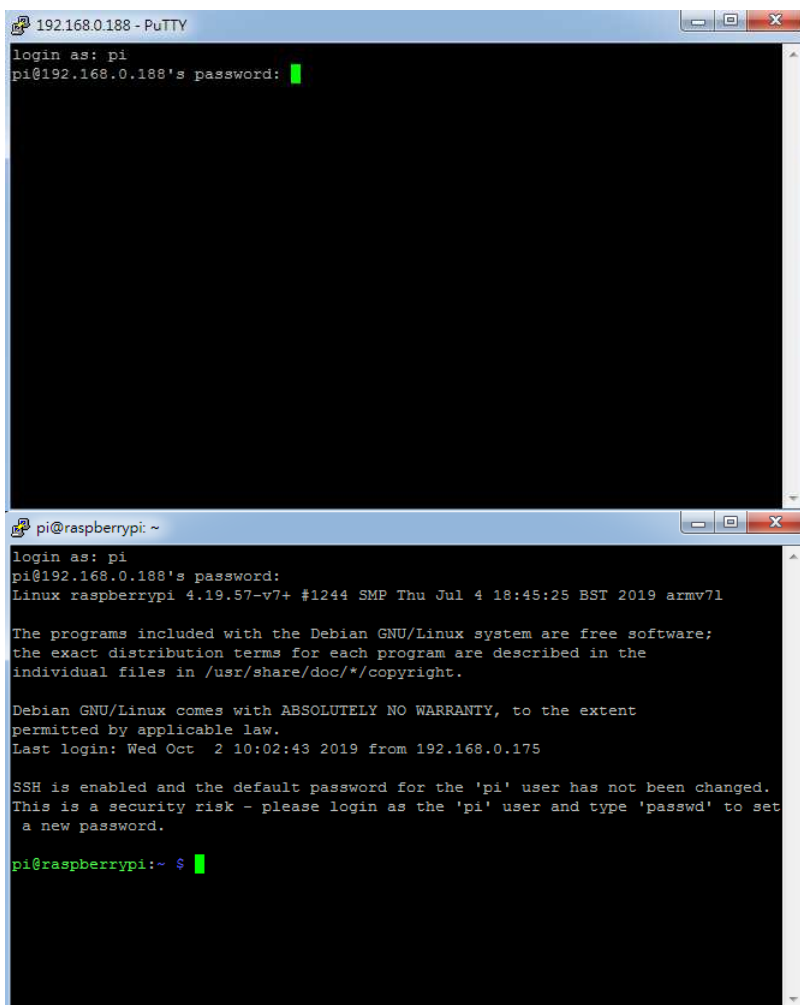 192.168.0.188 - PuTTY
login as: pi
pi@192.168.0.188's password:
pi@raspberrypi: ~
login as: pi
pi@192.168.0.188's password:
Linux raspberrypi 4.19.57-v7+ #1244 SMP Thu Jul 4 18:45:25 BST 2019 armv7l
The programs included with the Debian GNU/Linux system are free software;
the exact distribution terms for each program are described in the
individual files in /usr/share/doc/*/copyright.
Debian GNU/Linux comes with ABSOLUTELY NO WARRANTY, to the extent
permitted by applicable law.
Last login: Wed Oct  2 10:02:43 2019 from 192.168.0.175
SSH is enabled and the default password for the 'pi' user has not been changed.
This is a security risk - please login as the 'pi' user and type 'passwd' to set
 a new password.
pi@raspberrypi:~ $